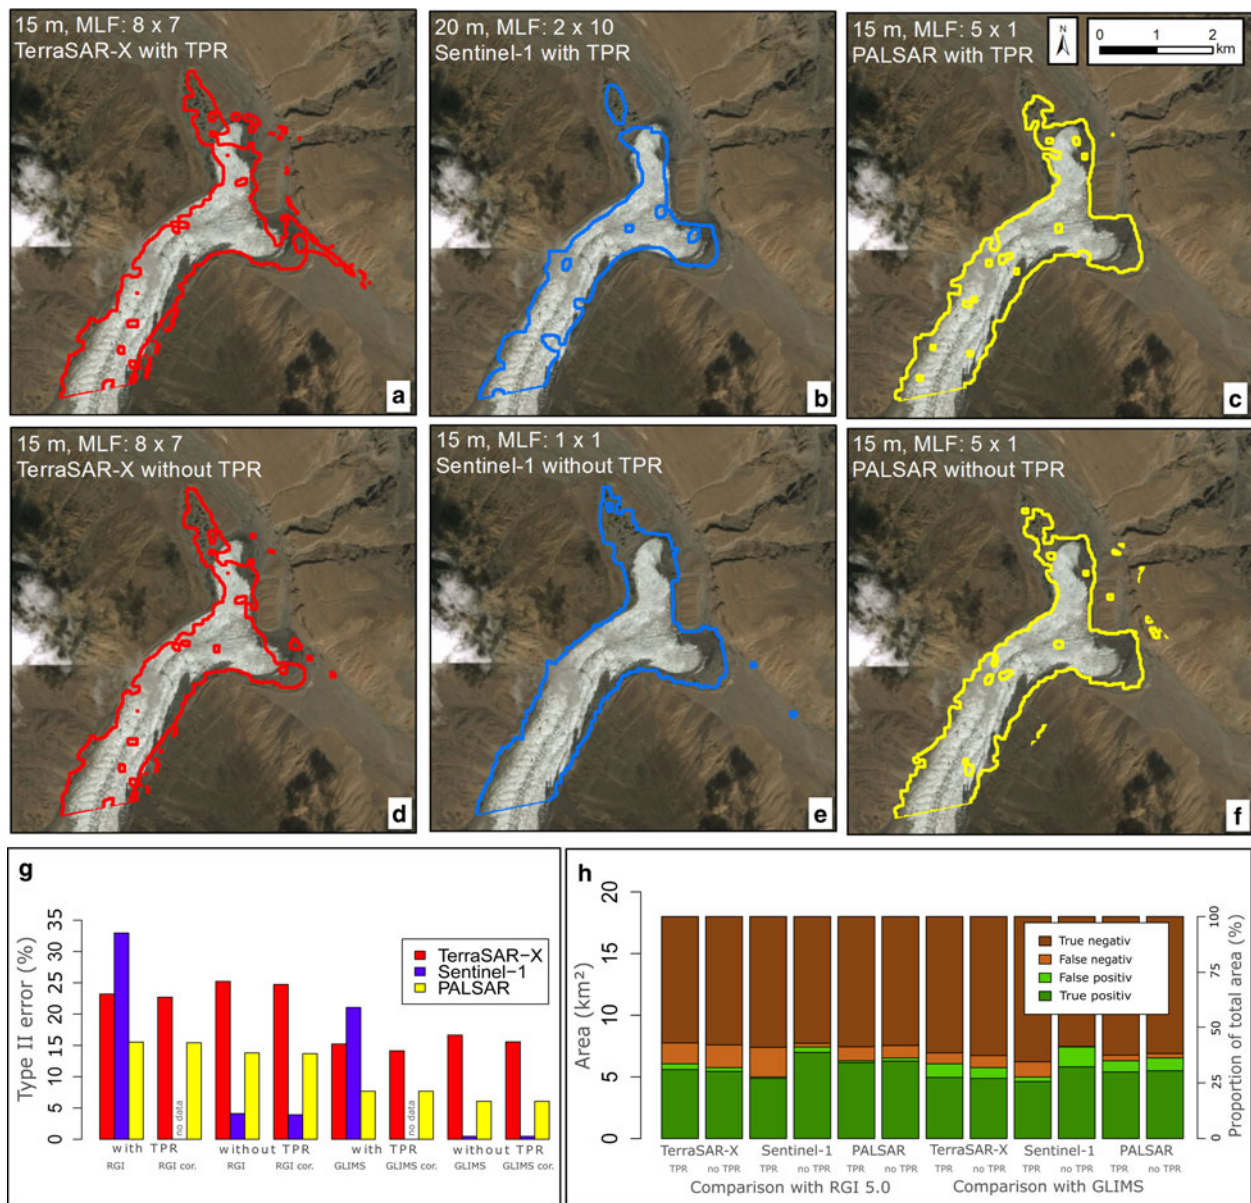 15 m, MLF: 8 x 7
TerraSAR-X with TPR
a
20 m, MLF: 2 x 10
Sentinel-1 with TPR
b
15 m, MLF: 5 x 1
PALSAR with TPR
N
0 1 2
km
c
15 m, MLF: 8 x 7
TerraSAR-X without TPR
d
15 m, MLF: 1 x 1
Sentinel-1 without TPR
e
15 m, MLF: 5 x 1
PALSAR without TPR
f
g
Type II error (%)
0 5 10 15 20 25 30 35
TerraSAR-X
Sentinel-1
PALSAR
no data
no data
with TPR without TPR with TPR without TPR
RGI RGI cor. RGI RGI cor. GLIMS GLIMS cor. GLIMS GLIMS cor.
h
Area (km²)
0 5 10 15 20
True negativ
False negativ
False positiv
True positiv
Proportion of total area (%)
0 25 50 75 100
TerraSAR-X Sentinel-1 PALSAR TerraSAR-X Sentinel-1 PALSAR
TPR no TPR TPR no TPR TPR no TPR TPR no TPR TPR no TPR TPR no TPR
Comparison with RGI 5.0 Comparison with GLIMS